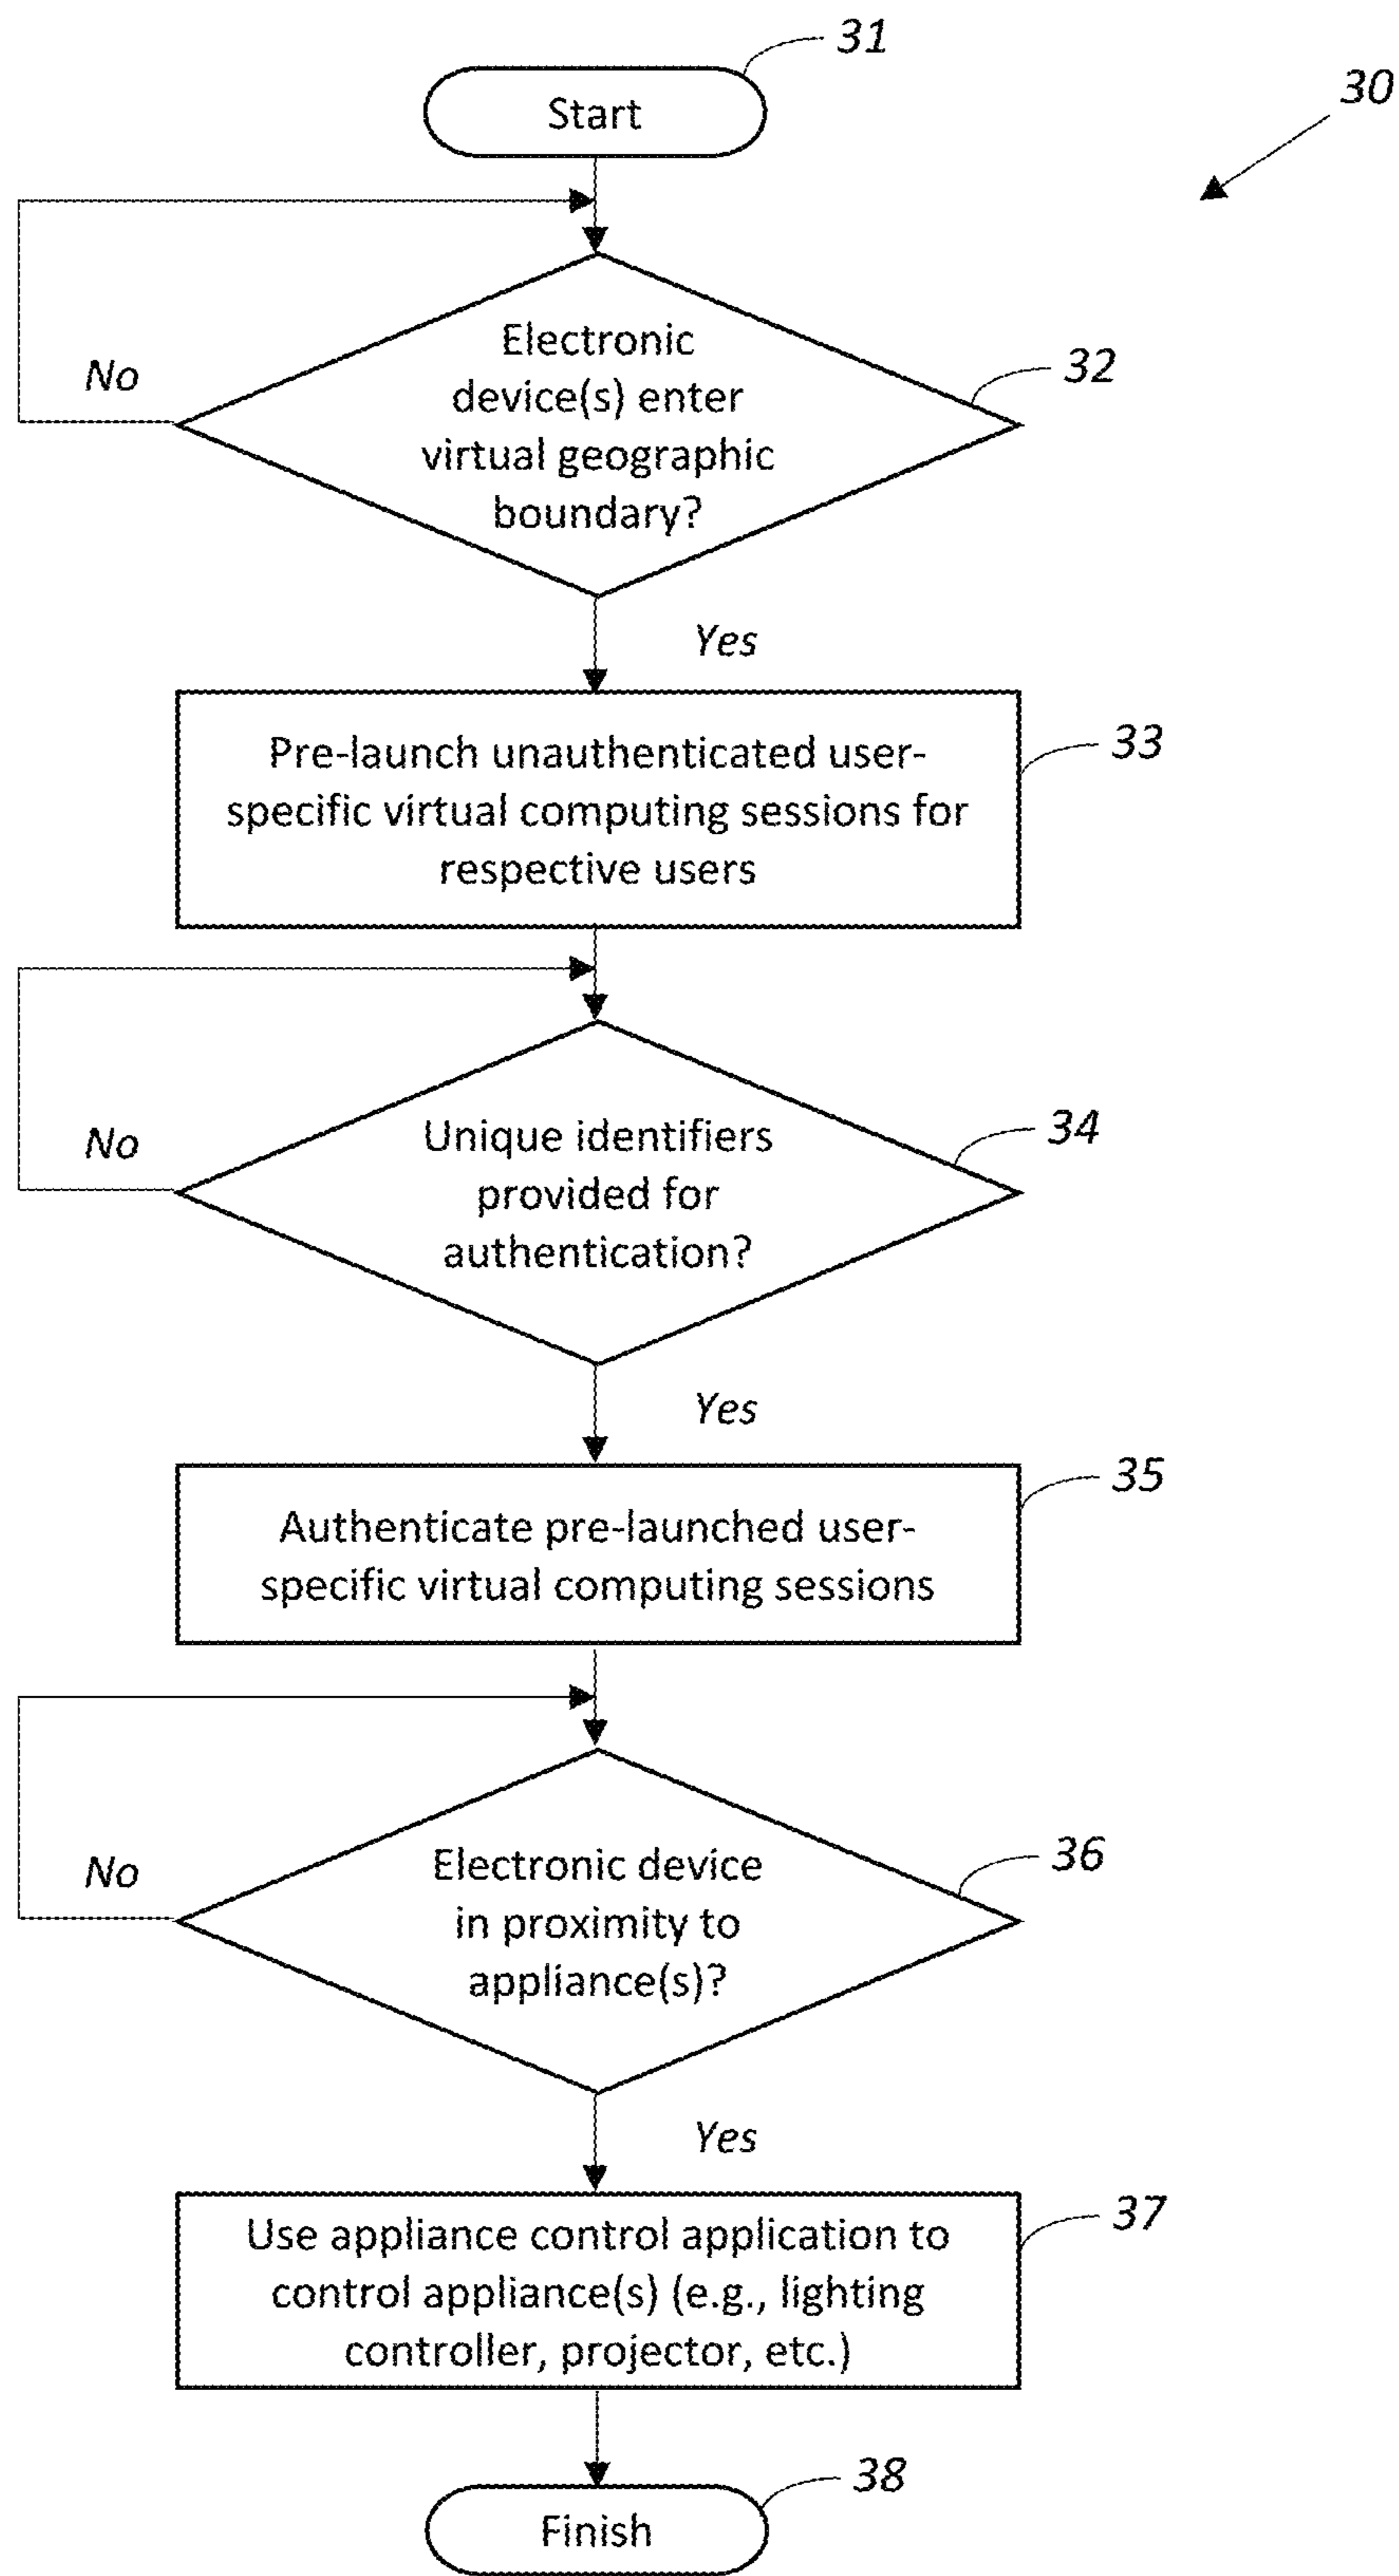 31
30
Start
Electronic
device(s) enter
virtual geographic
boundary?
32
No
Yes
Pre-launch unauthenticated user-
specific virtual computing sessions for
respective users
33
Unique identifiers
provided for
authentication?
34
No
Yes
Authenticate pre-launched user-
specific virtual computing sessions
35
Electronic device
in proximity to
appliance(s)?
36
No
Yes
Use appliance control application to
control appliance(s) (e.g., lighting
controller, projector, etc.)
37
38
Finish